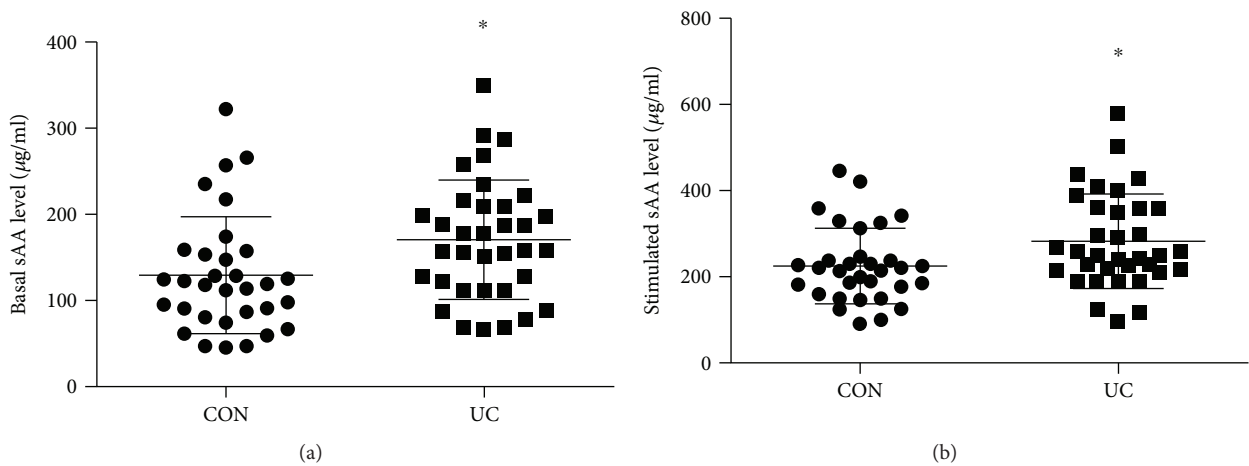 *
400
300
200
100
0
Basal sAA level (μg/ml)
CON
UC
(a)
*
800
600
400
200
0
Stimulated sAA level (μg/ml)
CON
UC
(b)